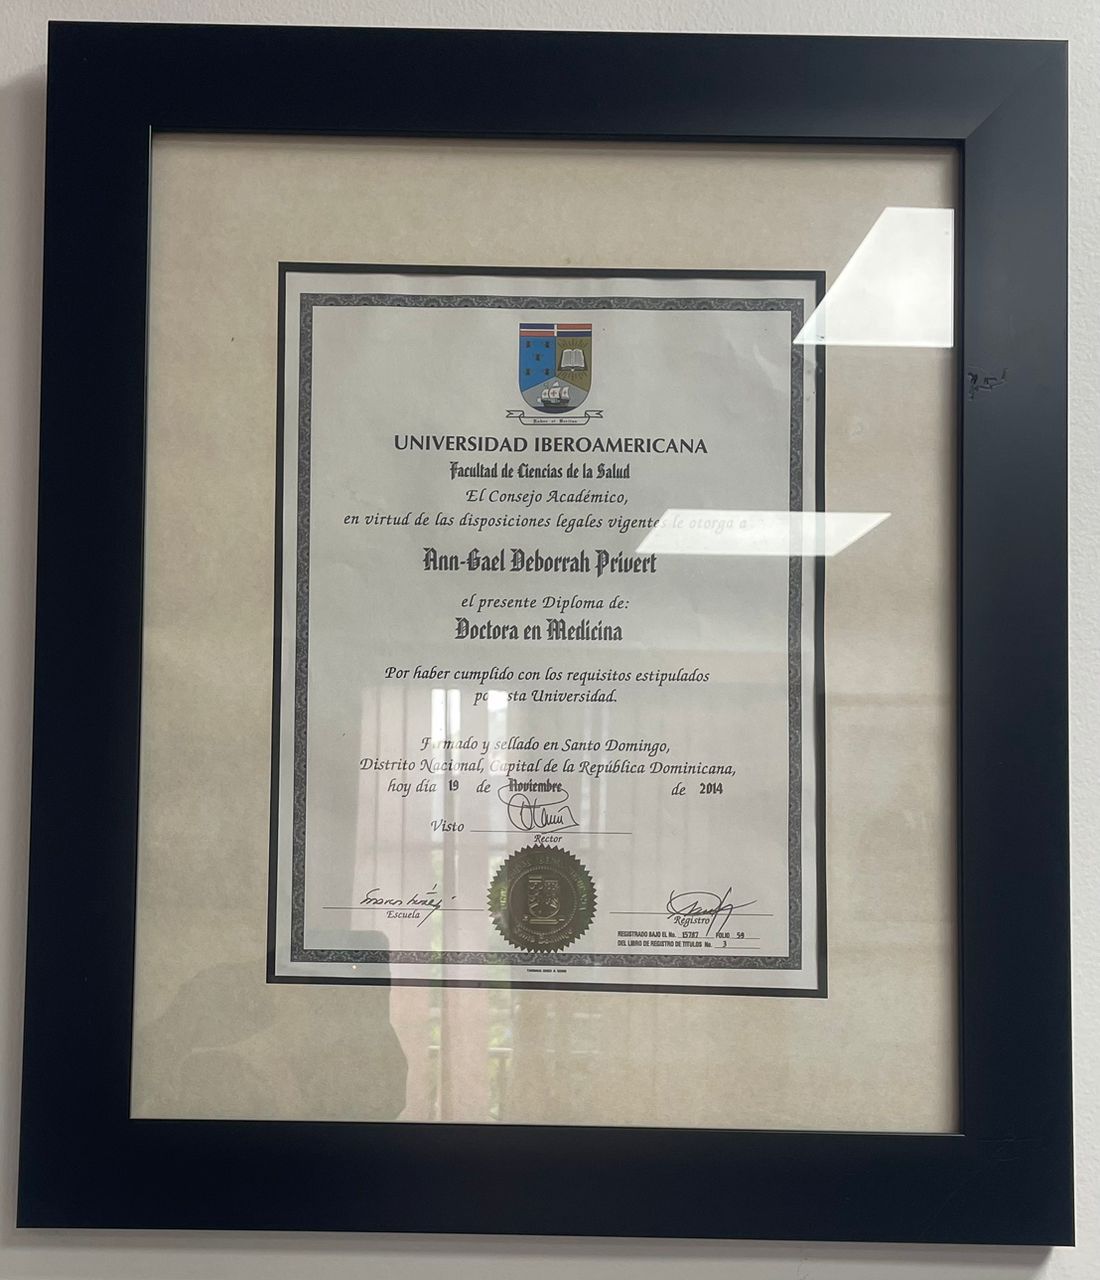 UNIVERSIDAD IBEROAMERICANA
Facultad de Ciencias de la Salud
El Consejo Académico,
en virtud de las disposiciones legales vigentes le otorga a
Ann-Gael Deborrah Privert
el presente Diploma de:
Doctora en Medicina
Por haber cumplido con los requisitos estipulados
por esta Universidad.
Firmado y sellado en Santo Domingo,
Distrito Nacional, Capital de la República Dominicana,
hoy día 19 de Noviembre de 2014
Visto
Rector
Escuela
Registro
REGISTRADO BAJO EL No. 15787 FOLIO 59
DEL LIBRO DE REGISTRO DE TITULOS No. 3